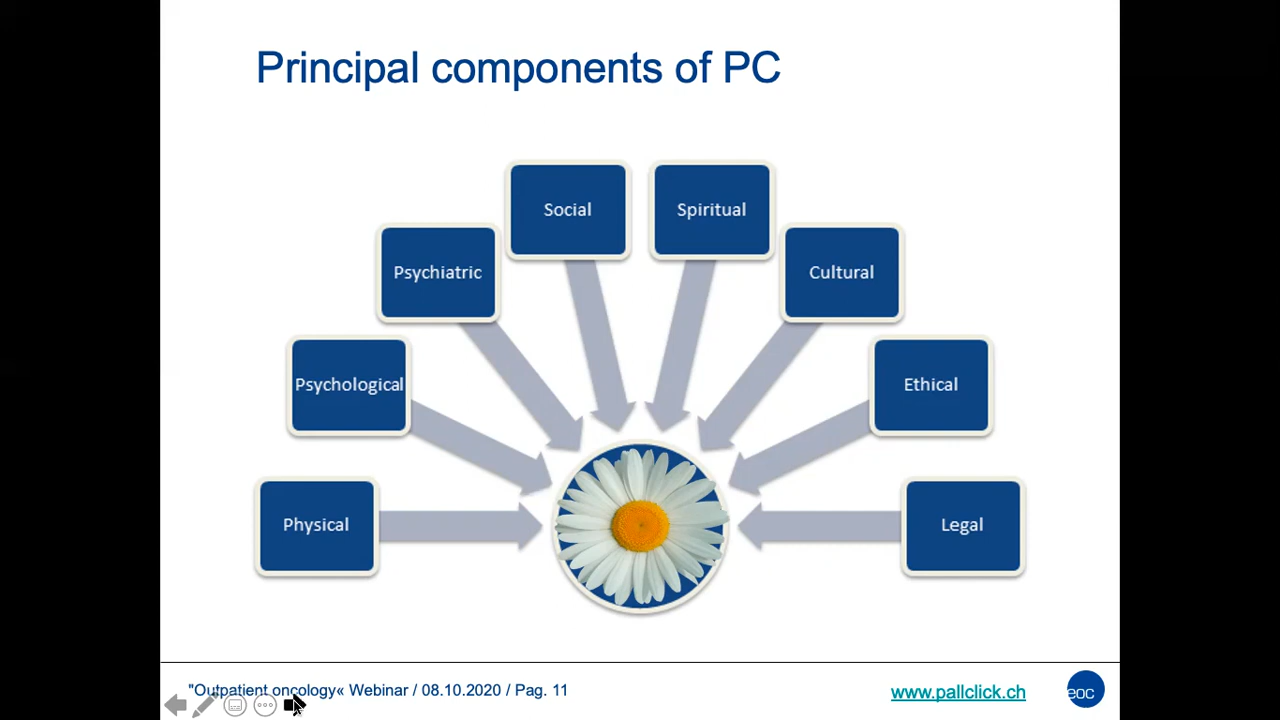 Principal components of PC
Social
Spiritual
Psychiatric
Cultural
Psychological
Ethical
Physical
Legal
"Outpatient oncology« Webinar / 08.10.2020 / Pag. 11
www.pallclick.ch
eoc